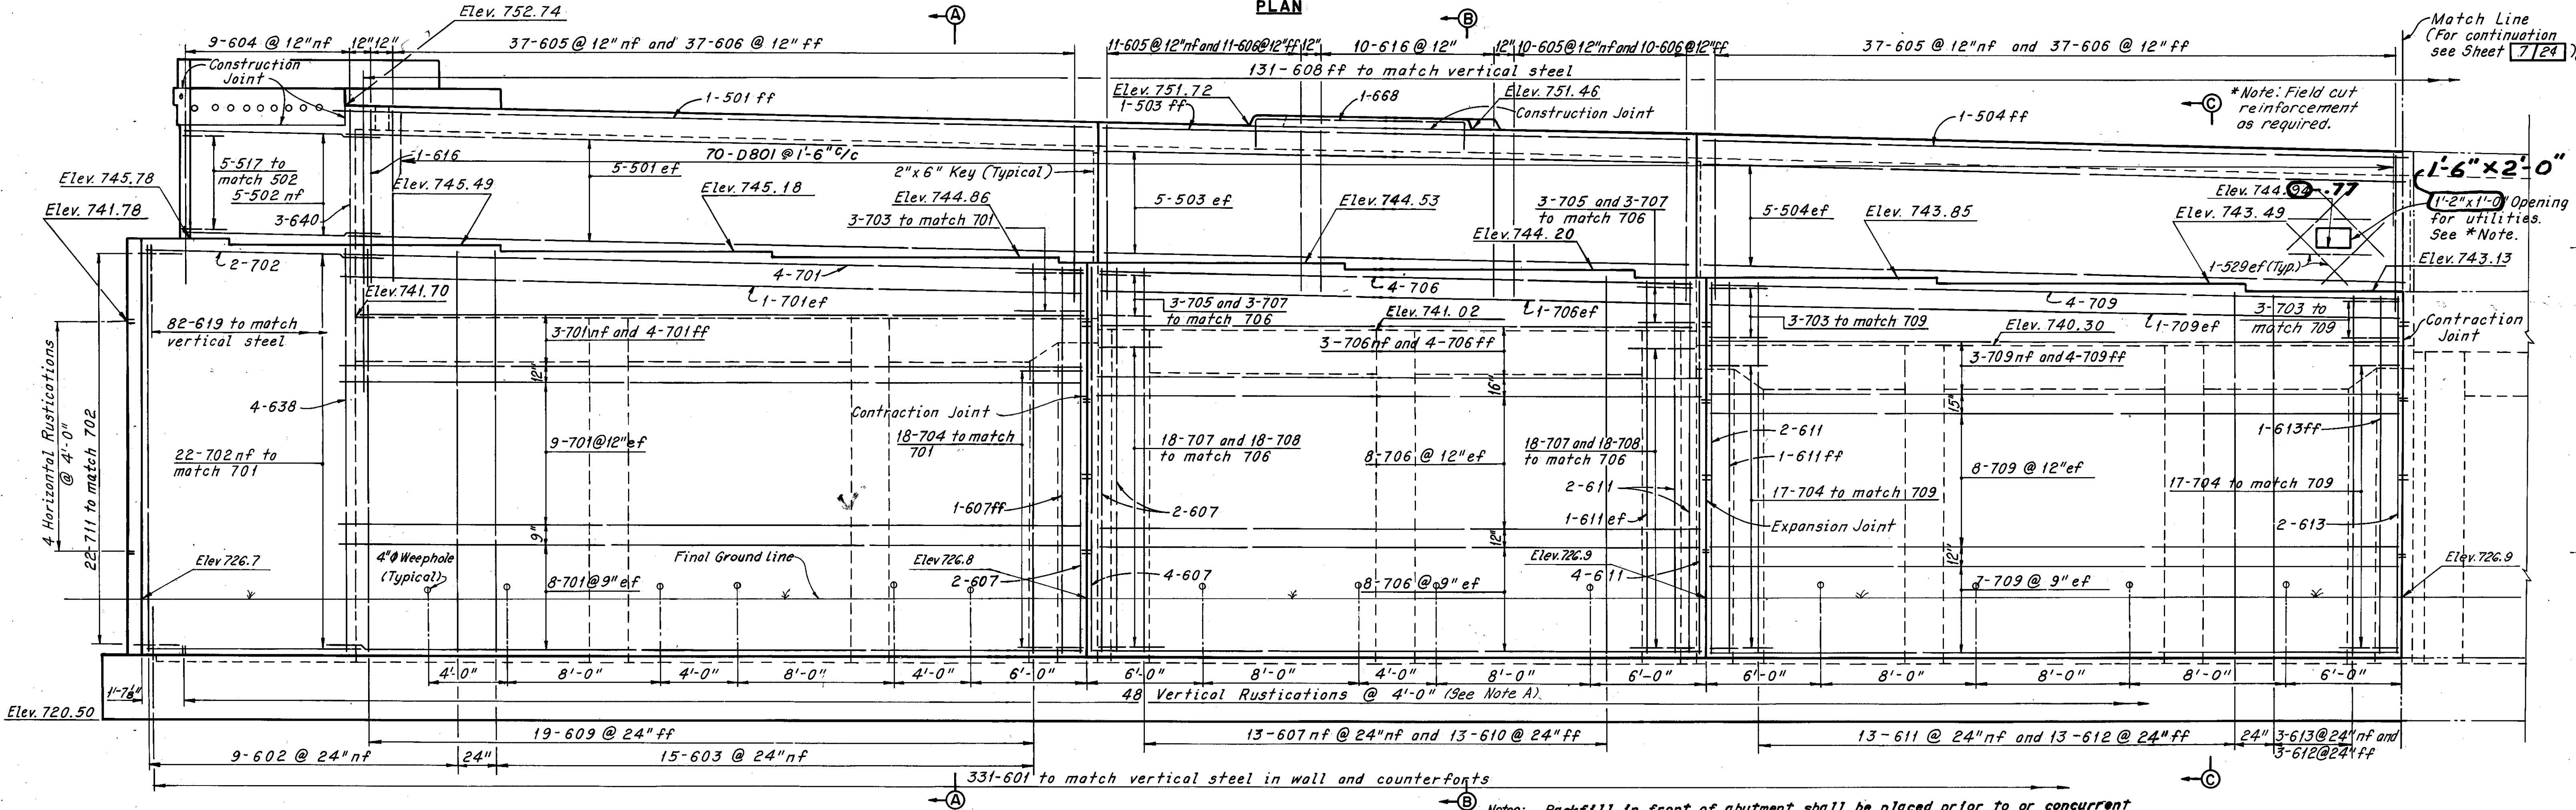 PLAN
Elev. 752.74
A
B
Match Line
(For continuation
see Sheet 7/24)
9-604 @ 12"nf
12" 12"
37-605 @ 12" nf and 37-606 @ 12" ff
11-605@12"nf and 11-606@12"ff
12"
10-616 @ 12"
12"
10-605@12"nf and 10-606@12"ff
37-605 @ 12"nf and 37-606 @ 12" ff
Construction
Joint
131-608 ff to match vertical steel
1-501 ff
Elev. 751.72
1-503 ff
1-668
Elev. 751.46
Construction Joint
C
*Note: Field cut
reinforcement
as required.
1-504 ff
5-517 to
match 502
5-502 nf
3-640
1-616
70-D801 @ 1'-6" c/c
5-501 ef
2"x 6" Key (Typical)
1'-6" x 2'-0"
Elev. 745.78
Elev. 741.78
Elev. 745.49
Elev. 745.18
Elev. 744.86
3-703 to match 701
5-503 ef
Elev. 744.53
3-705 and 3-707
to match 706
Elev. 744.20
5-504 ef
Elev. 743.85
Elev. 744.94 .77
Elev. 743.49
1'-2"x1'-0" Opening
for utilities.
See *Note.
1-529 ef (Typ.)
Elev. 743.13
2-702
4-701
1-701 ef
Elev. 741.70
4-706
1-706 ef
4-709
1-709 ef
82-619 to match
vertical steel
3-701 nf and 4-701 ff
3-705 and 3-707
to match 706
Elev. 741.02
3-706 nf and 4-706 ff
3-703 to match 709
Elev. 740.30
3-709 nf and 4-709 ff
3-703 to
match 709
Contraction
Joint
12"
16"
15"
4 Horizontal Rustications
@ 4'-0"
22-711 to match 702
4-638
22-702 nf to
match 701
9-701@12"ef
Contraction Joint
18-704 to match
701
18-707 and 18-708
to match 706
8-706 @ 12"ef
18-707 and 18-708
to match 706
2-611
1-611 ff
8-709 @ 12"ef
1-613ff
17-704 to match 709
17-704 to match 709
1-607ff
2-607
2-611
1-611 ef
Expansion Joint
2-613
9"
12"
12"
Elev 726.7
4"ϕ Weephole
(Typical)
Final Ground line
Elev 726.8
2-607
4-607
Elev. 726.9
4-611
Elev. 726.9
8-701@9"ef
8-706 @ 9" ef
7-709 @ 9" ef
4'-0" 8'-0" 4'-0" 8'-0" 4'-0" 6'-0" 6'-0" 8'-0" 4'-0" 8'-0" 6'-0" 6'-0" 8'-0" 8'-0" 8'-0" 6'-0"
1'-7⅛"
48 Vertical Rustications @ 4'-0" (See Note A)
Elev. 720.50
19-609 @ 24" ff
13-607 nf @ 24"nf and 13-610 @ 24"ff
13-611 @ 24"nf and 13-612 @ 24"ff
24"
3-613@24"nf and
3-612@24"ff
9-602 @ 24"nf
24"
15-603 @ 24"nf
331-601 to match vertical steel in wall and counterforts
A
B
C
Notes: Backfill in front of abutment shall be placed prior to or concurrent